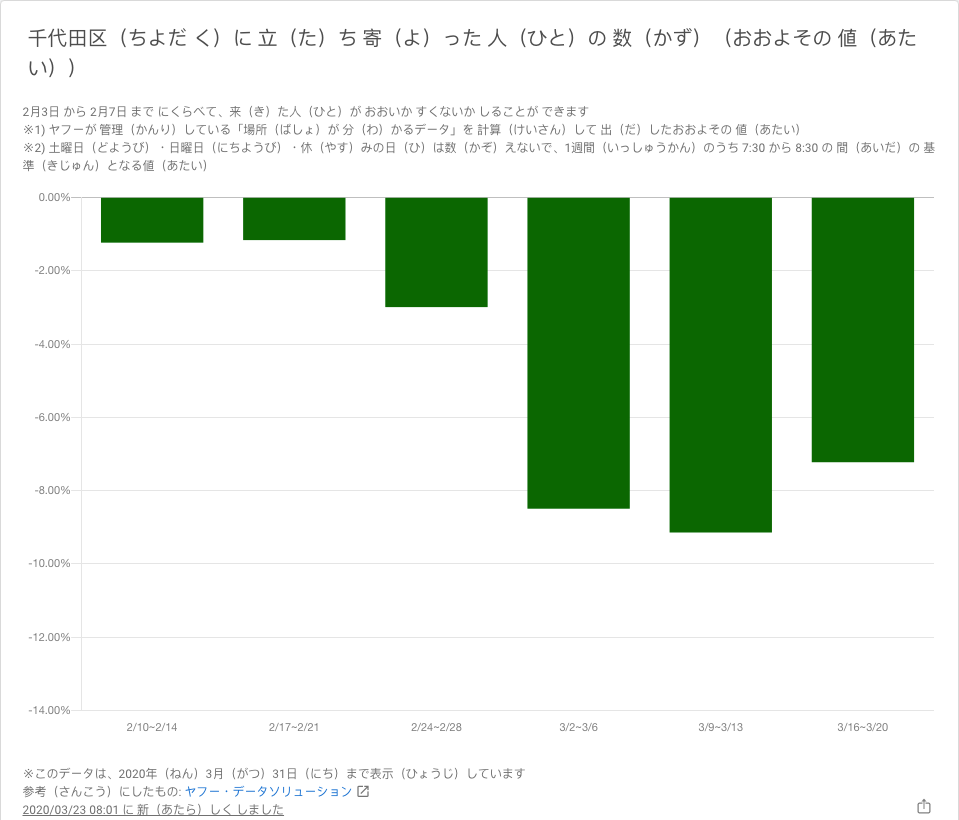 千代田区（ちよだ く）に 立（た）ち 寄（よ）った 人（ひと）の 数（かず）（おおよその 値（あた
い））
2月3日 から 2月7日 まで にくらべて、来（き）た人（ひと）が おおいか すくないか しることが できます
※1) ヤフーが 管理（かんり）している「場所（ばしょ）が 分（わ）かるデータ」を 計算（けいさん）して 出（だ）したおおよその 値（あたい）
※2) 土曜日（どようび）・日曜日（にちようび）・休（やす）みの日（ひ）は数（かぞ）えないで、1週間（いっしゅうかん）のうち 7:30 から 8:30 の 間（あいだ）の 基
準（きじゅん）となる値（あたい）
0.00%
-2.00%
-4.00%
-6.00%
-8.00%
-10.00%
-12.00%
-14.00%
2/10~2/14 2/17~2/21 2/24~2/28 3/2~3/6 3/9~3/13 3/16~3/20
※このデータは、2020年（ねん）3月（がつ）31日（にち）まで表示（ひょうじ）しています
参考（さんこう）にしたもの: ヤフー・データソリューション
2020/03/23 08:01 に 新（あたら）しく しました